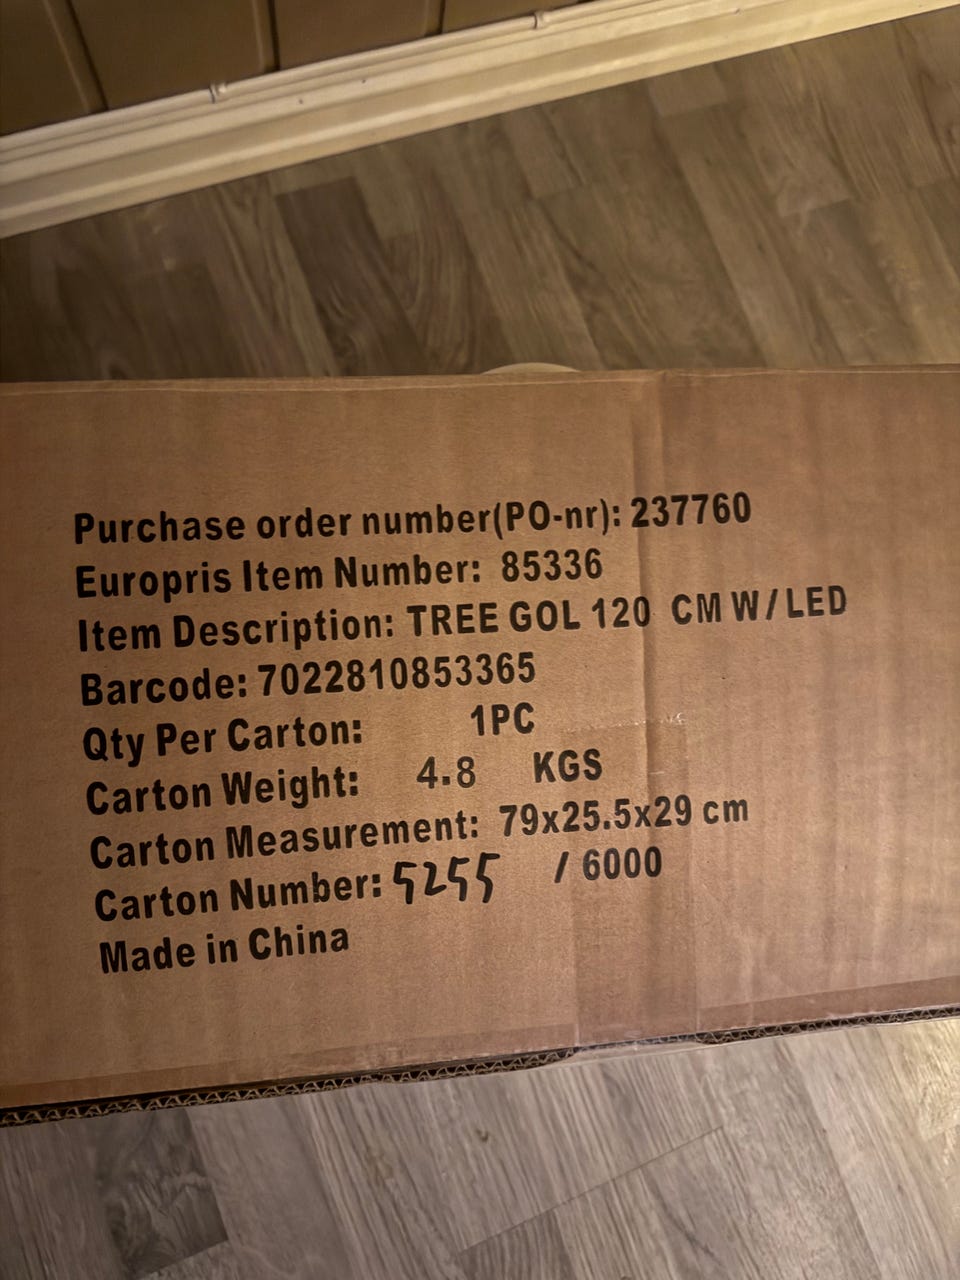 Purchase order number(PO-nr): 237760
Europris Item Number: 85336
Item Description: TREE GOL 120 CM W/LED
Barcode: 7022810853365
Qty Per Carton: 1PC
Carton Weight: 4.8 KGS
Carton Measurement: 79x25.5x29 cm
Carton Number: 5255 / 6000
Made in China